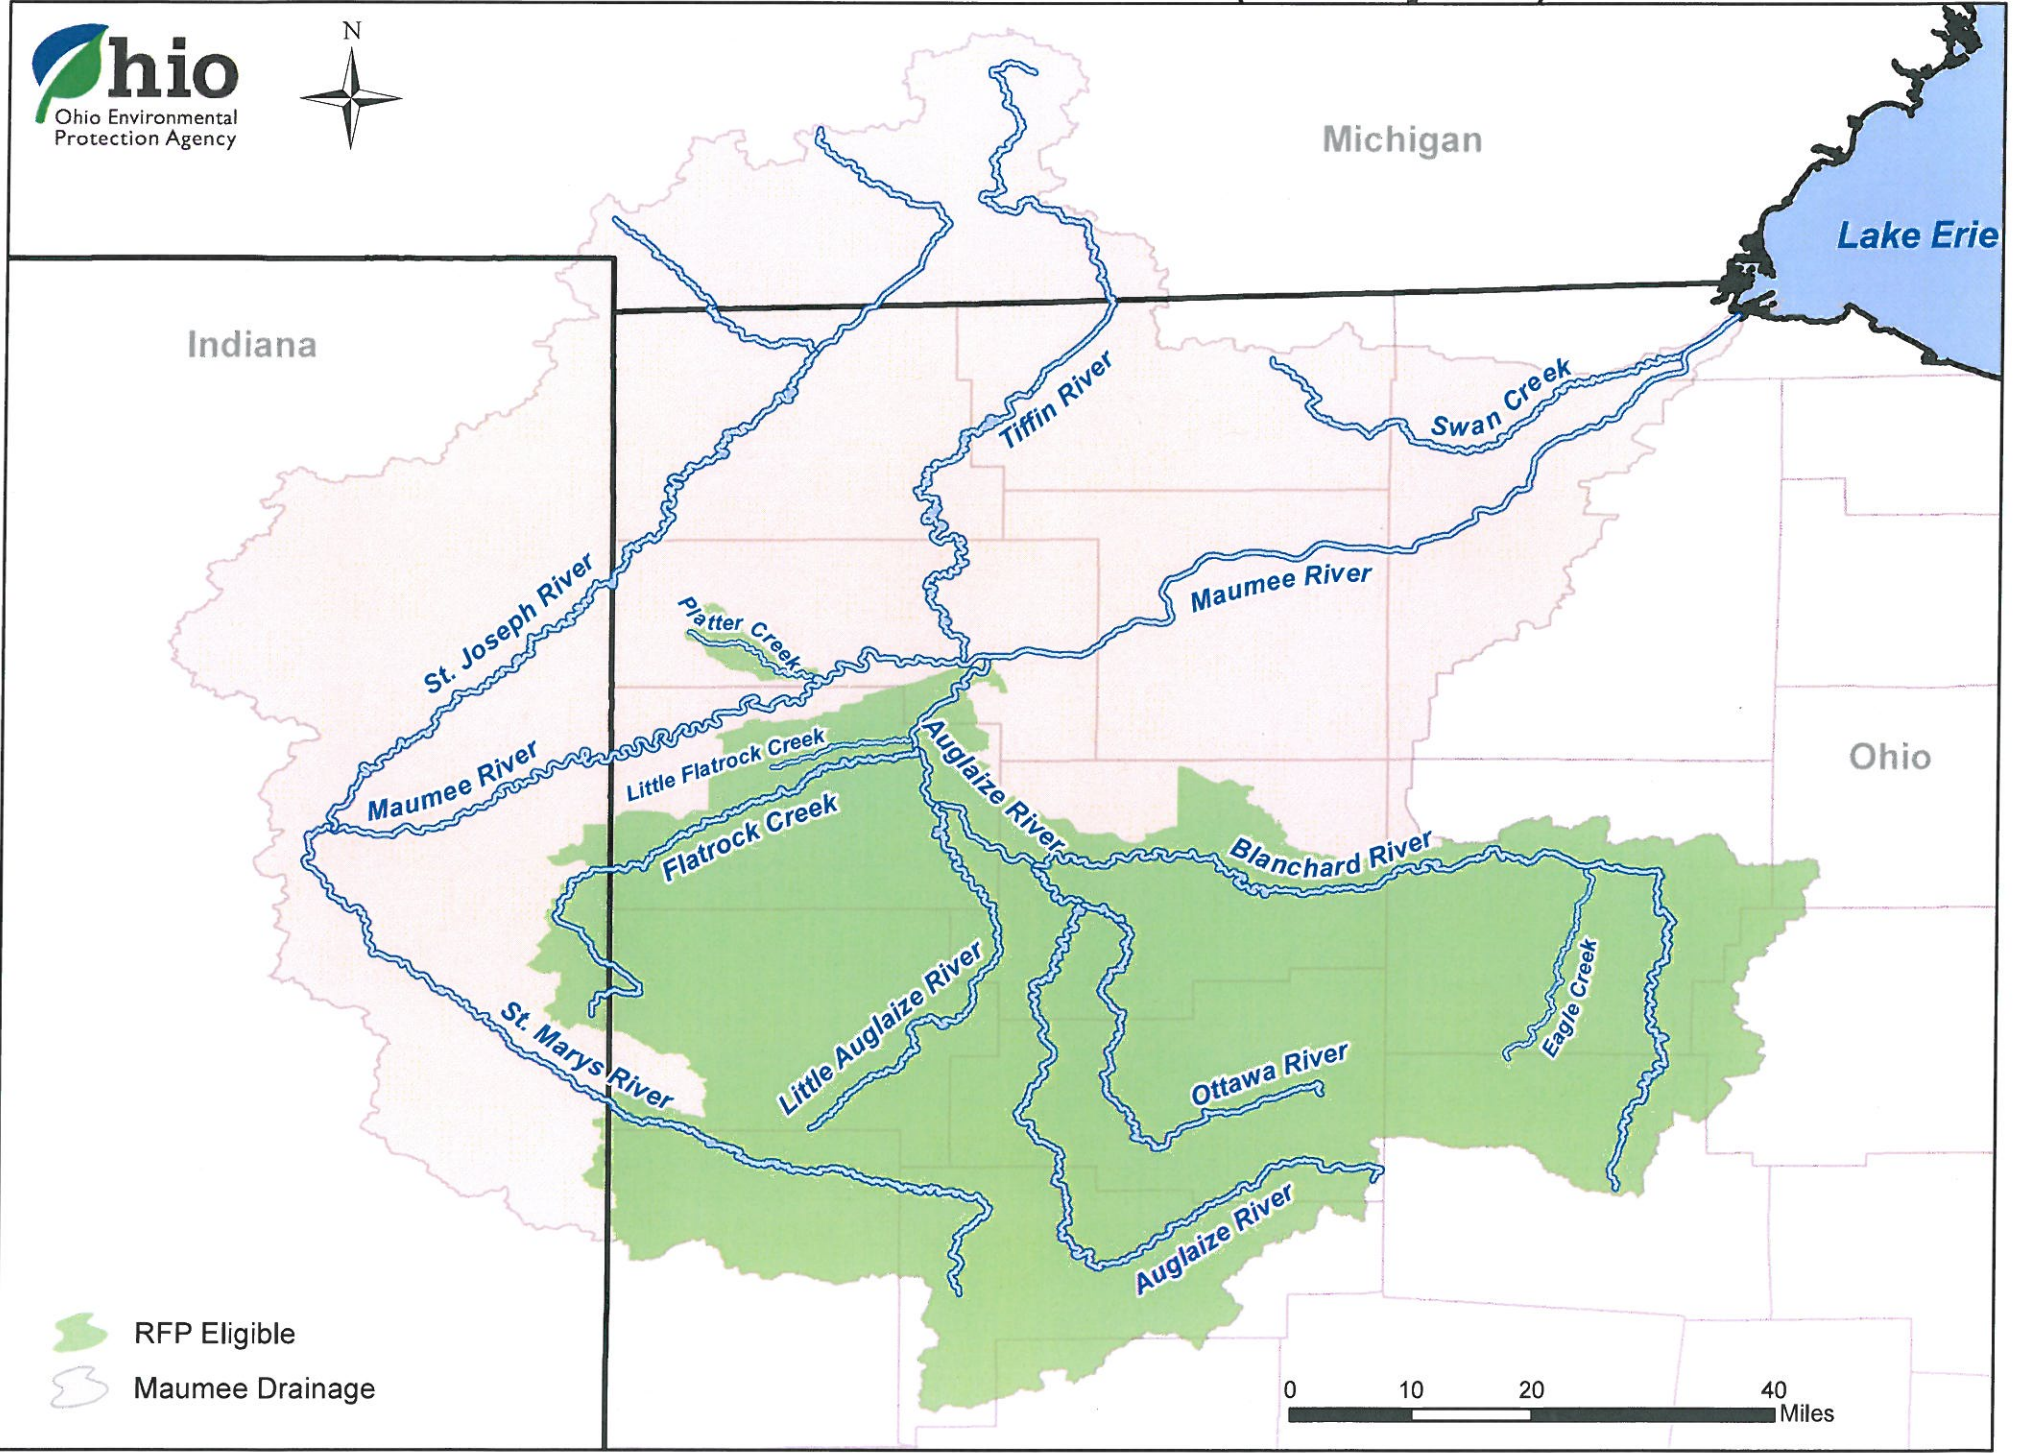 N
Ohio
Ohio Environmental
Protection Agency
Michigan
Lake Erie
Indiana
Tiffin River
Swan Creek
St. Joseph River
Maumee River
Platter Creek
Maumee River
Little Flatrock Creek
Auglaize River
Ohio
Flatrock Creek
Blanchard River
Little Auglaize River
Eagle Creek
St. Marys River
Ottawa River
Auglaize River
RFP Eligible
Maumee Drainage
0 10 20 40
Miles